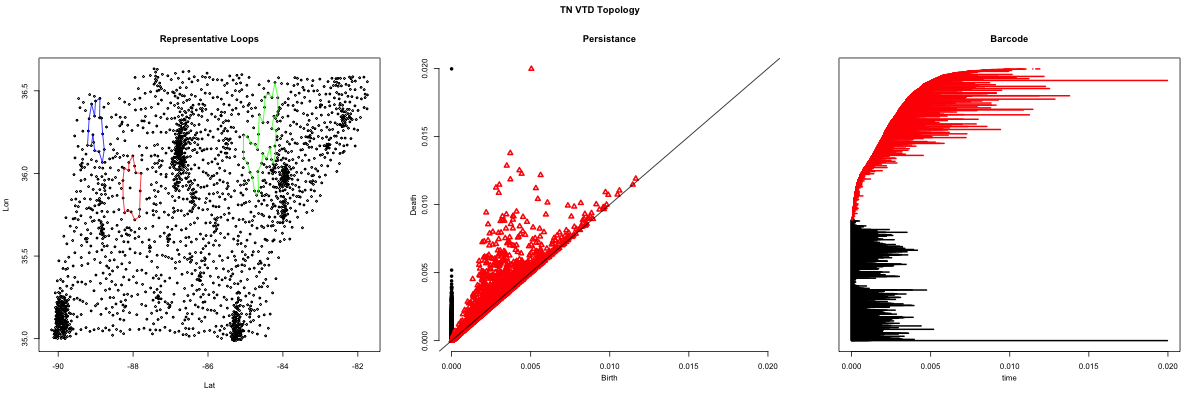 TN VTD Topology
Representative Loops
Persistance
Barcode
36.5
36.0
35.5
35.0
Lon
-90
-88
-86
-84
-82
Lat
0.020
0.015
0.010
0.005
0.000
Death
0.000
0.005
0.010
0.015
0.020
Birth
0.000
0.005
0.010
0.015
0.020
time